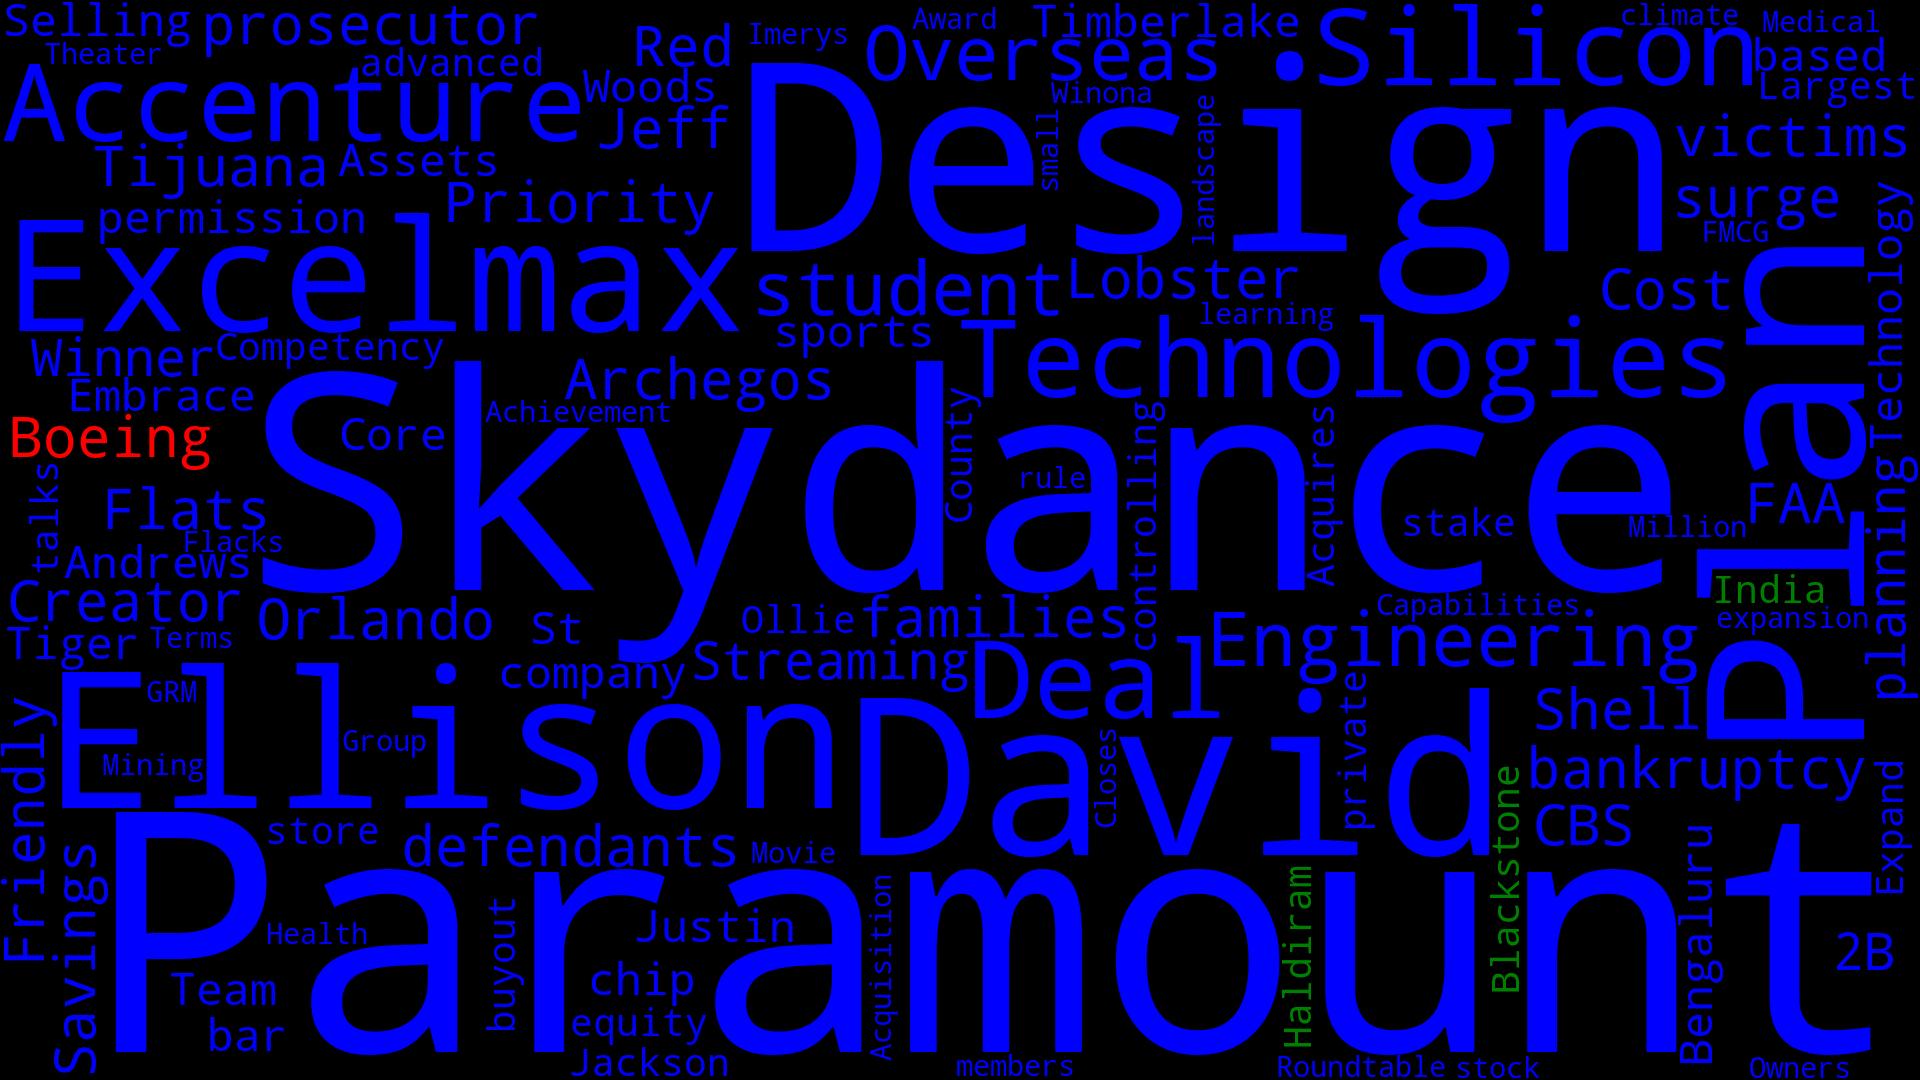 Selling
prosecutor
Theater
advanced
Accenture
Red
Woods
Jeff
Imerys
Award
Timberlake
Overseas
Silicon
climate
Medical
based
Largest
Design
Winona
small
landscape
victims
Tijuana
Assets
Priority
permission
surge
FMCG
Technology
Excelmax
student
Lobster
Cost
Plan
sports
learning
Technologies
Winner
Competency
Embrace
Archegos
Boeing
Core
Achievement
Skydance
County
rule
controlling
Acquires
stake
Million
FAA
planning
talks
Flats
Flacks
Andrews
Creator
Orlando
St
Ollie
families
Capabilities
India
expansion
Tiger
Terms
company
Streaming
Deal
Engineering
Friendly
Ellison
GRM
Group
Mining
David
private
Closes
Shell
bankruptcy
CBS
Blackstone
Expand
store
defendants
Movie
Paramount
Savings
Health
buyout
Justin
Acquisition
Haldiram
Bengaluru
2B
Team
chip
bar
equity
Jackson
members
Roundtable
stock
Owners